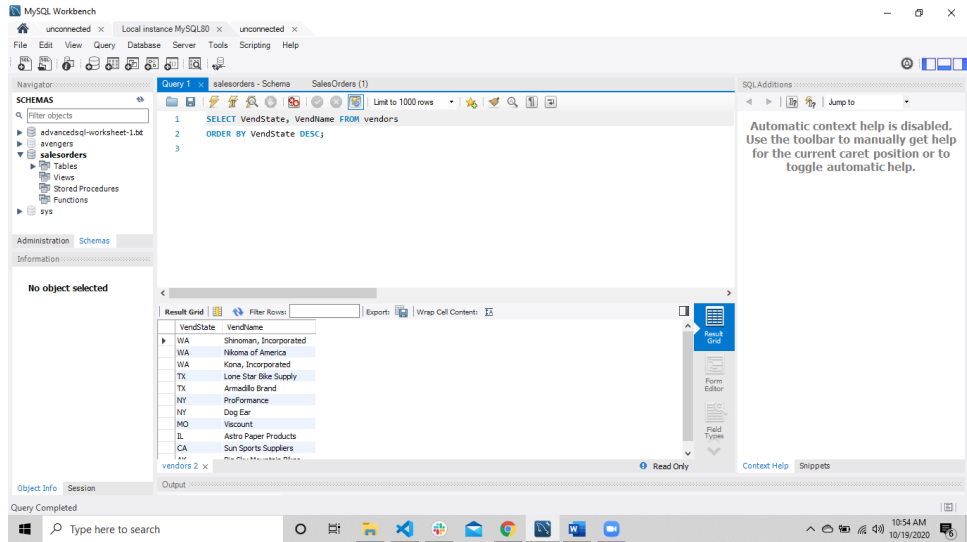 MySQL Workbench
unconnected × Local instance MySQL80 × unconnected ×
File Edit View Query Database Server Tools Scripting Help
Navigator
SCHEMAS
Filter objects
advancedsql-worksheet-1.txt
avengers
salesorders
Tables
Views
Stored Procedures
Functions
sys
Administration Schemas
Information
No object selected
Object Info Session
Query 1 × salesorders - Schema SalesOrders (1)
Limit to 1000 rows
1 SELECT VendState, VendName FROM vendors
2 ORDER BY VendState DESC;
3
Result Grid Filter Rows: Export: Wrap Cell Content:
VendState VendName
WA Shinoman, Incorporated
WA Nikoma of America
WA Kona, Incorporated
TX Lone Star Bike Supply
TX Armadillo Brand
NY ProFormance
NY Dog Ear
MO Viscount
IL Astro Paper Products
CA Sun Sports Suppliers
Result Grid
Form Editor
Field Types
vendors 2 × Read Only
Output
SQLAdditions
Jump to
Automatic context help is disabled.
Use the toolbar to manually get help
for the current caret position or to
toggle automatic help.
Context Help Snippets
Query Completed
Type here to search
10:54 AM
10/19/2020
6